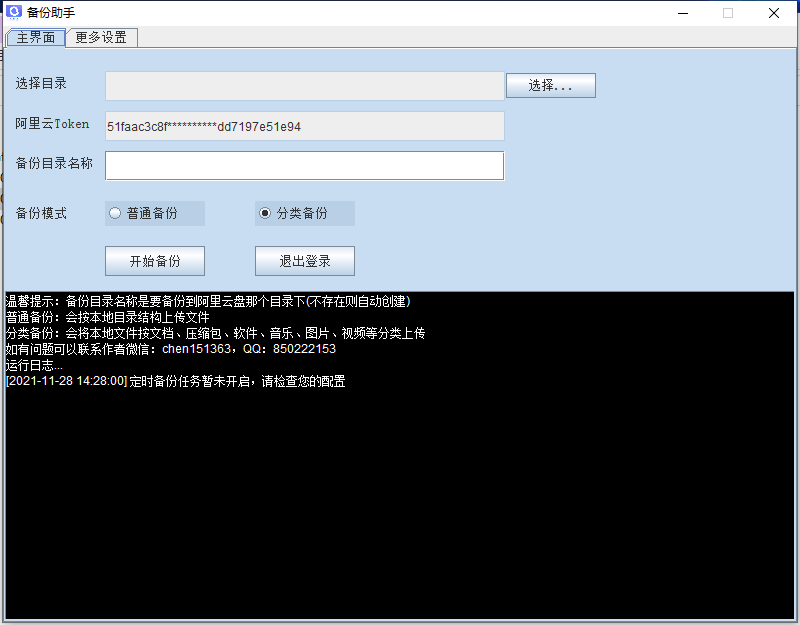 备份助手
主界面 更多设置
选择目录 选择...
阿里云Token 51faac3c8f**********dd7197e51e94
备份目录名称
备份模式 普通备份 分类备份
开始备份 退出登录
温馨提示：备份目录名称是要备份到阿里云盘那个目录下(不存在则自动创建)
普通备份：会按本地目录结构上传文件
分类备份：会将本地文件按文档、压缩包、软件、音乐、图片、视频等分类上传
如有问题可以联系作者微信：chen151363，QQ：850222153
运行日志...
[2021-11-28 14:28:00] 定时备份任务暂未开启，请检查您的配置